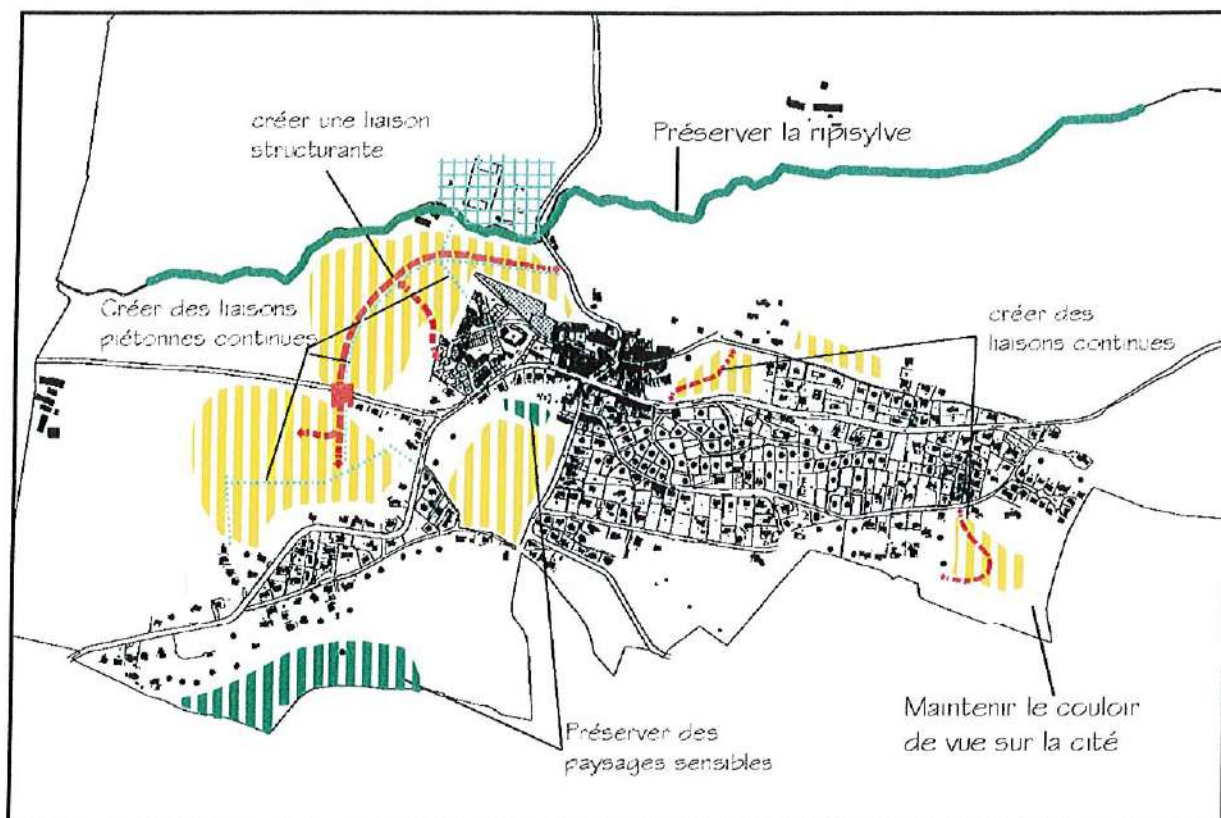 créer une liaison
structurante
Préserver la ripisylve
Créer des liaisons
piétonnes continues
créer des
liaisons continues
Maintenir le couloir
de vue sur la cité
Préserver des
paysages sensibles